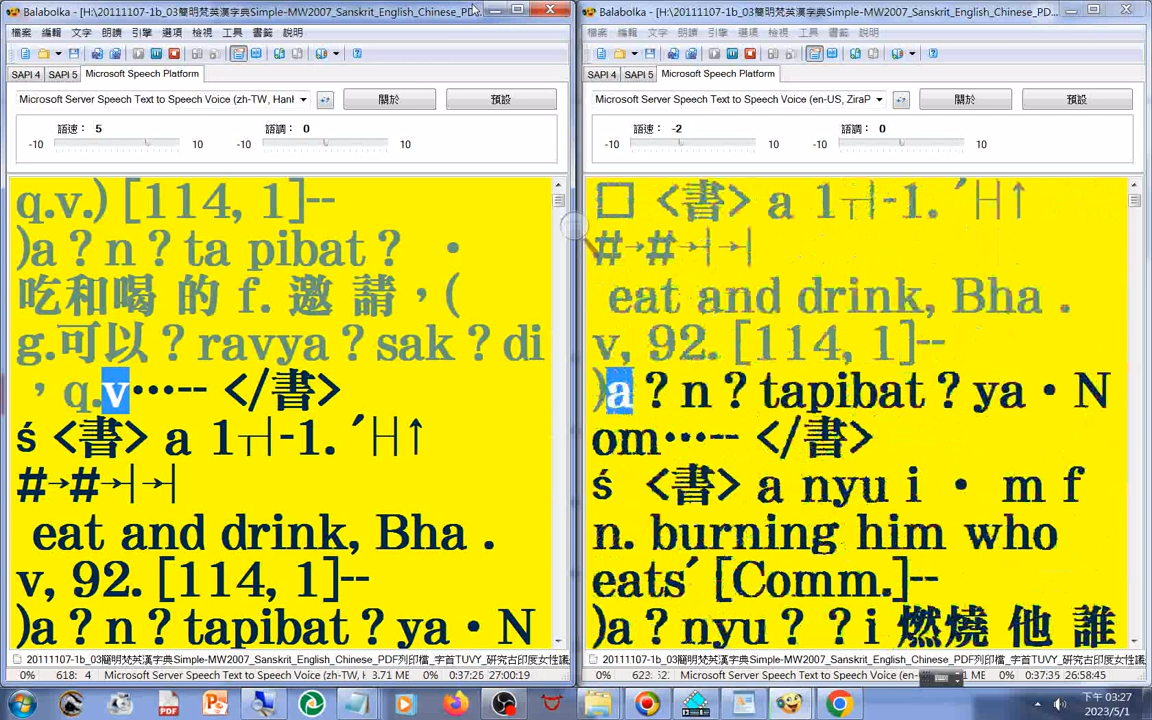 Balabolka - [H:\20111107-1b_03簡明梵英漢字典Simple-MW2007_Sanskrit_English_Chinese_PD...
檔案 編輯 文字 朗讀 引擎 選項 檢視 工具 書籤 說明
SAPI 4 SAPI 5 Microsoft Speech Platform
Microsoft Server Speech Text to Speech Voice (zh-TW, HanH 關於 預設
語速： 5 語調： 0
-10 10 -10 10
q.v.) [114, 1]--
)a？n？ta pibat？ •
吃和喝 的 f. 邀 請，(
g.可以？ravya？sak？di
，q.v…-- </書>
ś <書> a 1┬┤-1. ˊ├┤↑
#→#→┤→┤
eat and drink, Bha .
v, 92. [114, 1]--
)a？n？tapibat？ya•N
20111107-1b_03簡明梵英漢字典Simple-MW2007_Sanskrit_English_Chinese_PDF列印檔_字首TUVY_研究古印度女性議
0% 618: 4 Microsoft Server Speech Text to Speech Voice (zh-TW, H 3.71 MB 0% 0:37:25 27:00:19
Balabolka - [H:\20111107-1b_03簡明梵英漢字典Simple-MW2007_Sanskrit_English_Chinese_PD...
檔案 編輯 文字 朗讀 引擎 選項 檢視 工具 書籤 說明
SAPI 4 SAPI 5 Microsoft Speech Platform
Microsoft Server Speech Text to Speech Voice (en-US, ZiraP 關於 預設
語速： -2 語調： 0
-10 10 -10 10
□ <書> a 1┬┤-1. ˊ├┤↑
#→#→┤→┤
eat and drink, Bha .
v, 92. [114, 1]--
)a？n？tapibat？ya•N
om…-- </書>
ś <書> a nyu i • m f
n. burning him who
eatsˊ [Comm.]--
)a？nyu？？i 燃燒 他 誰
20111107-1b_03簡明梵英漢字典Simple-MW2007_Sanskrit_English_Chinese_PDF列印檔_字首TUVY_研究古印度女性議
0% 622: 32 Microsoft Server Speech Text to Speech Voice 0% 0:37:35 26:58:45
下午 03:27
2023/5/1